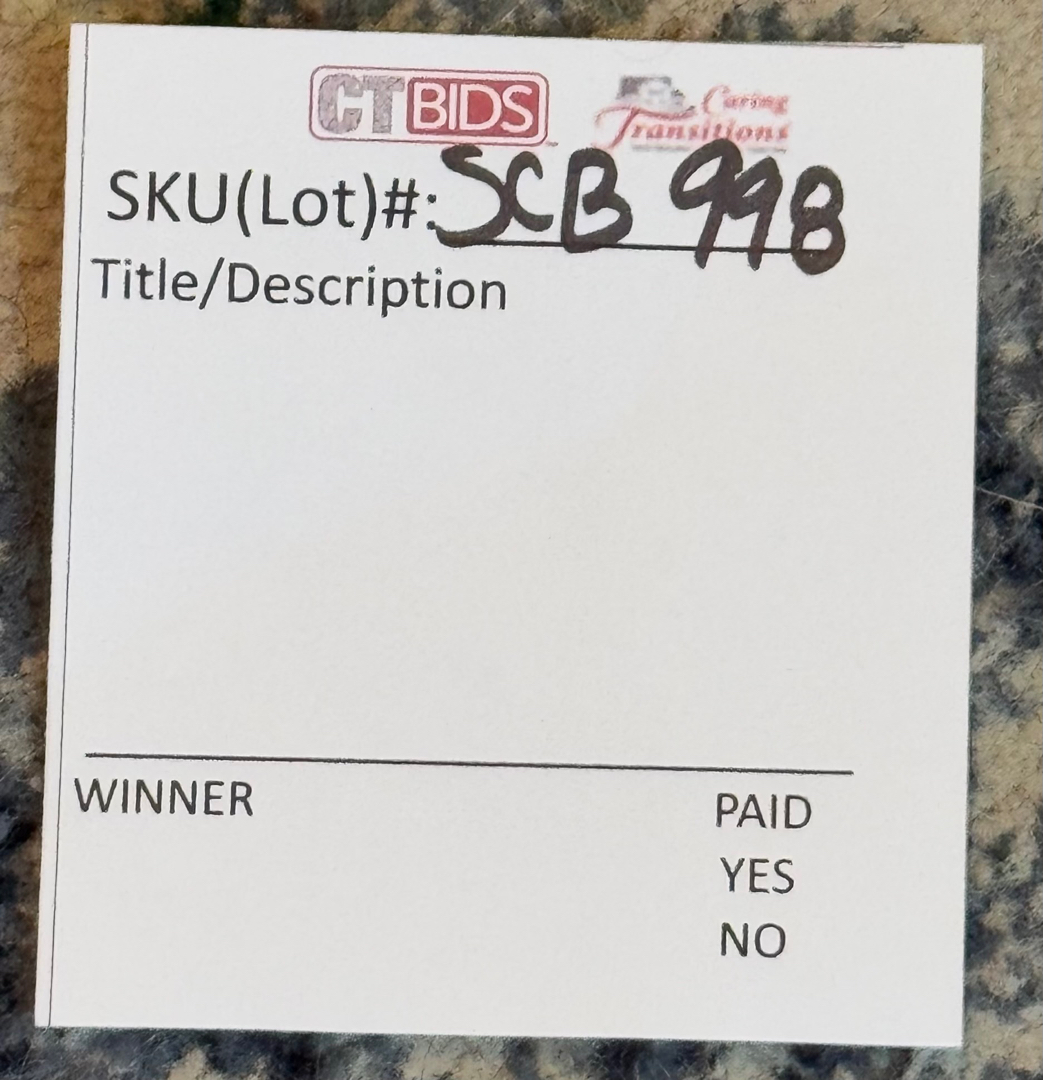 CTBIDS
Caring
Transitions
SKU(Lot)#: SCB 998
Title/Description
WINNER PAID
YES
NO